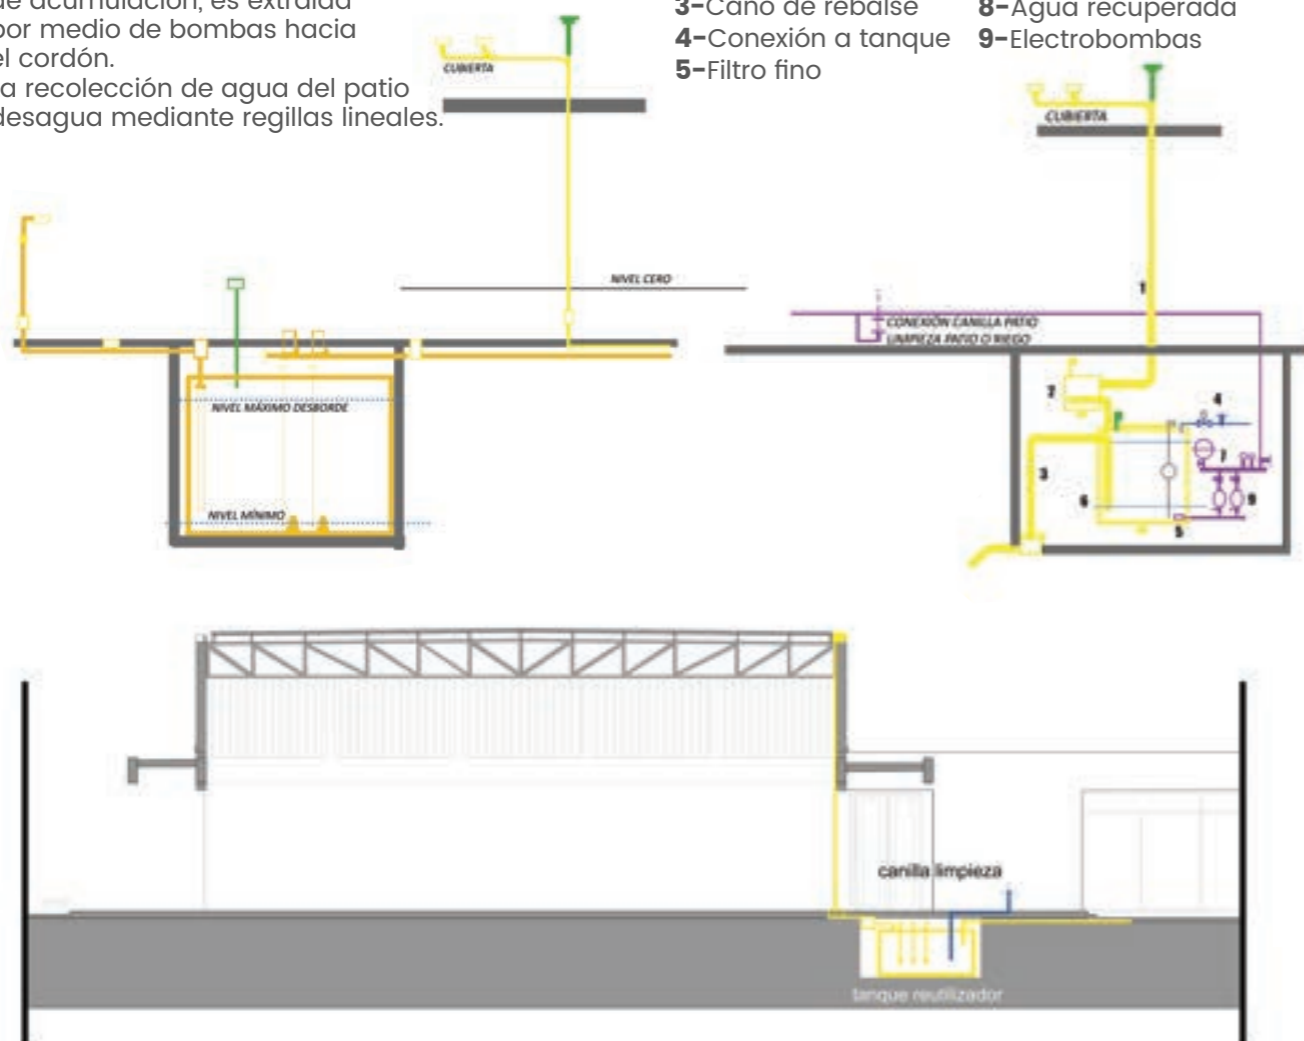 de acumulación, es extraída
por medio de bombas hacia
el cordón.
la recolección de agua del patio
desagua mediante regillas lineales.
3-Caño de rebalse
4-Conexión a tanque
5-Filtro fino
8-Agua recuperada
9-Electrobombas
CUBIERTA
NIVEL CERO
NIVEL MÁXIMO DESBORDE
NIVEL MÍNIMO
CUBIERTA
1
CONEXIÓN CANILLA PATIO
LIMPIEZA PATIO O RIEGO
2
4
3
7
6
9
5
canilla limpieza
tanque reutilizador